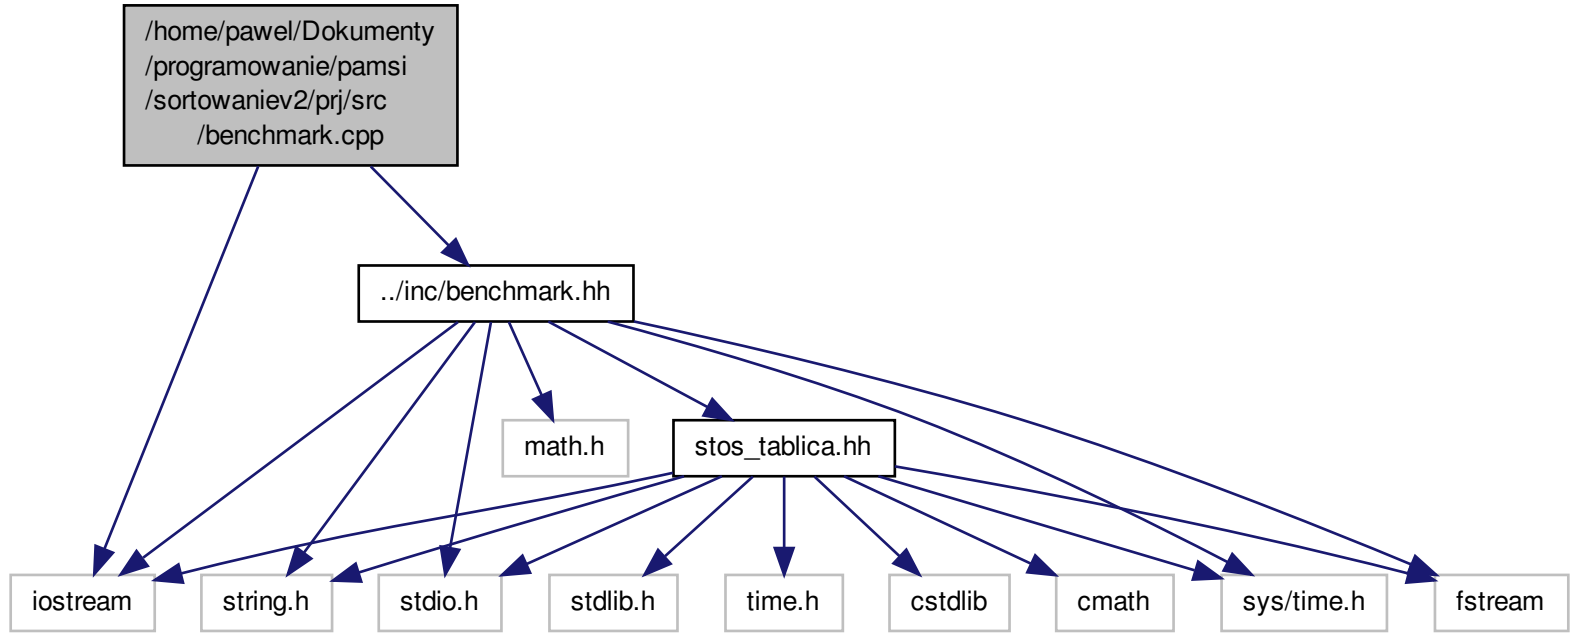 /home/pawel/Dokumenty
/programowanie/pamsi
/sortowaniev2/prj/src
/benchmark.cpp
../inc/benchmark.hh
math.h
stos_tablica.hh
iostream
string.h
stdio.h
stdlib.h
time.h
cstdlib
cmath
sys/time.h
fstream